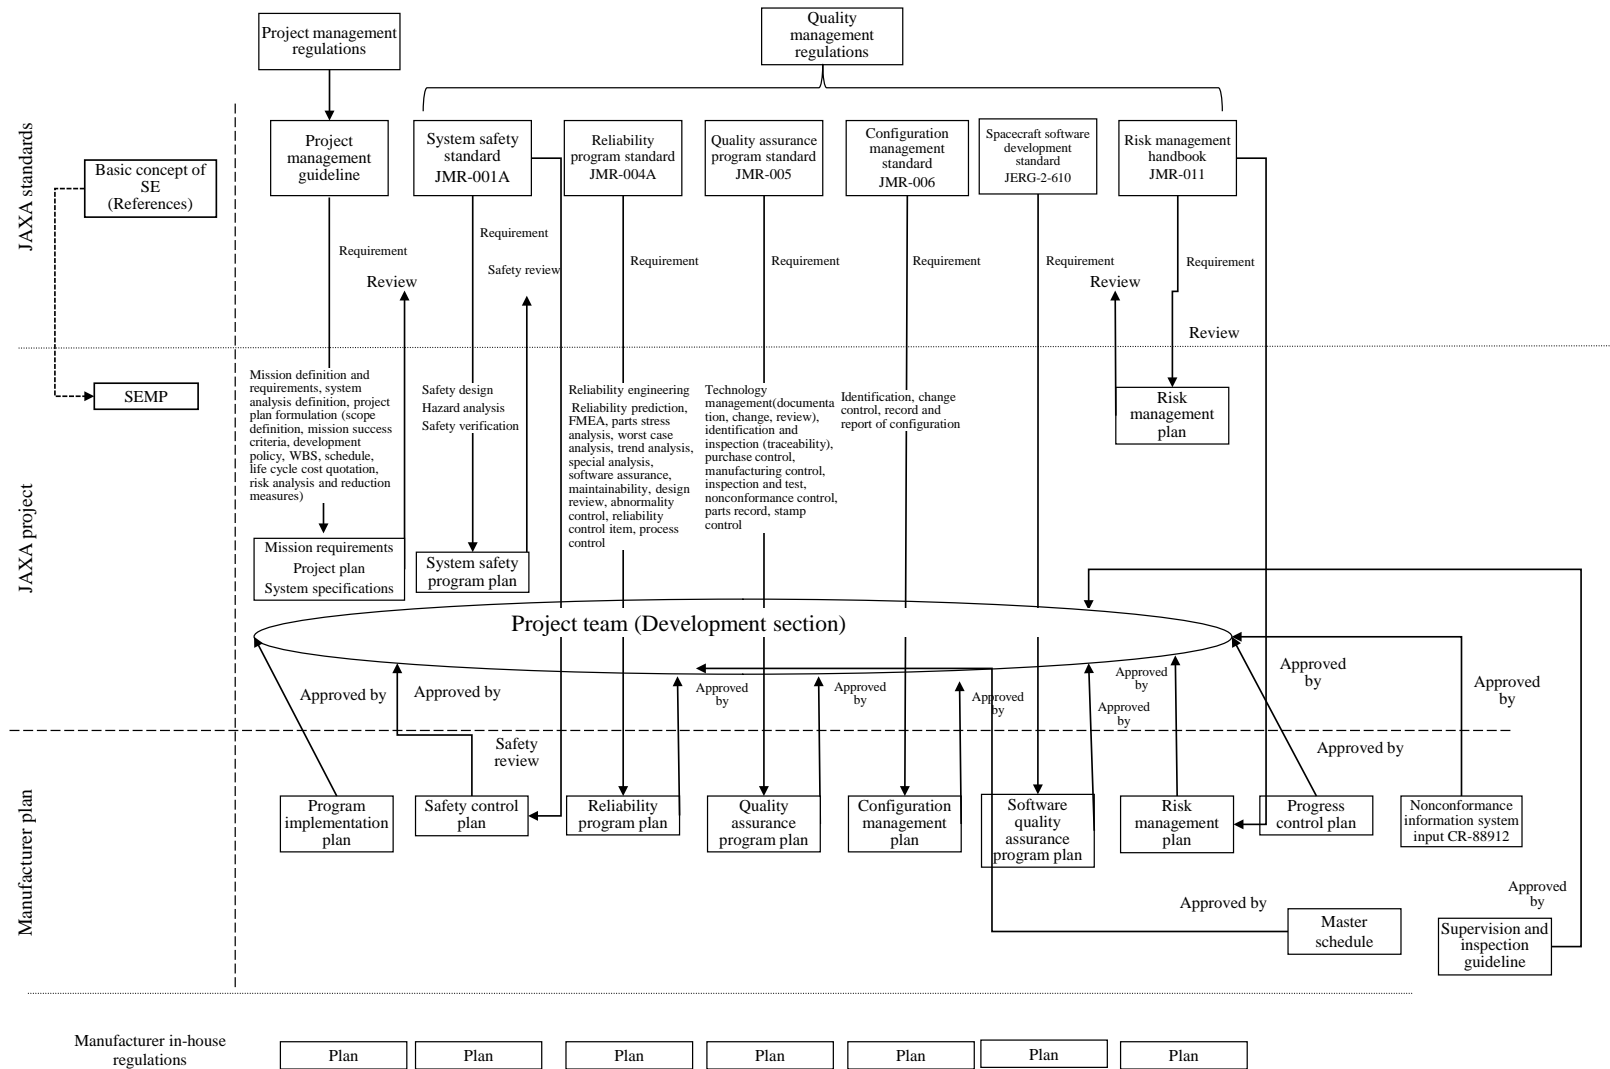 Project management
regulations
Quality
management
regulations
JAXA standards
Basic concept of
SE
(References)
Project
management
guideline
System safety
standard
JMR-001A
Reliability
program standard
JMR-004A
Quality assurance
program standard
JMR-005
Configuration
management
standard
JMR-006
Spacecraft software
development
standard
JERG-2-610
Risk management
handbook
JMR-011
Requirement
Review
Requirement
Safety review
Requirement
Requirement
Requirement
Requirement
Review
Requirement
Review
JAXA project
SEMP
Mission definition and
requirements, system
analysis definition, project
plan formulation (scope
definition, mission success
criteria, development
policy, WBS, schedule,
life cycle cost quotation,
risk analysis and reduction
measures)
Safety design
Hazard analysis
Safety verification
Reliability engineering
Reliability prediction,
FMEA, parts stress
analysis, worst case
analysis, trend analysis,
special analysis,
software assurance,
maintainability, design
review, abnormality
control, reliability
control item, process
control
Technology
management(documenta
tion, change, review),
identification and
inspection (traceability),
purchase control,
manufacturing control,
inspection and test,
nonconformance control,
parts record, stamp
control
Identification, change
control, record and
report of configuration
Risk
management
plan
Mission requirements
Project plan
System specifications
System safety
program plan
Project team (Development section)
Approved by
Approved by
Approved
by
Approved
by
Approved
by
Approved
by
Approved
by
Approved
by
Approved
by
Manufacturer plan
Safety
review
Approved by
Program
implementation
plan
Safety control
plan
Reliability
program plan
Quality
assurance
program plan
Configuration
management
plan
Software
quality
assurance
program plan
Risk
management
plan
Progress
control plan
Nonconformance
information system
input CR-88912
Approved by
Master
schedule
Approved
by
Supervision and
inspection
guideline
Manufacturer in-house
regulations
Plan
Plan
Plan
Plan
Plan
Plan
Plan